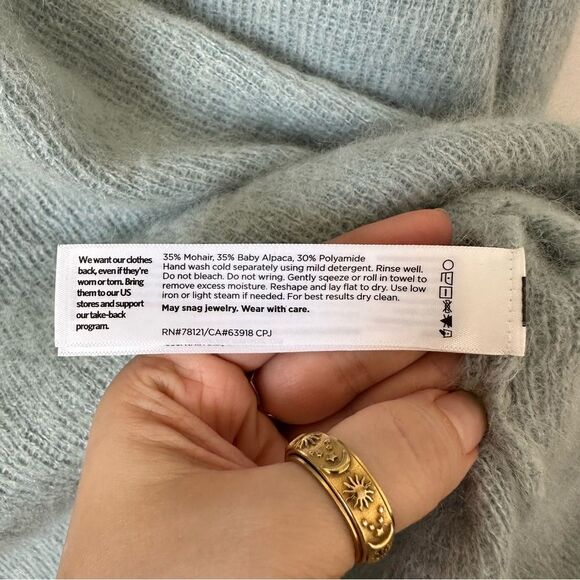 We want our clothes
back, even if they're
worn or torn. Bring
them to our US
stores and support
our take-back
program.
35% Mohair, 35% Baby Alpaca, 30% Polyamide
Hand wash cold separately using mild detergent. Rinse well.
Do not bleach. Do not wring. Gently sqeeze or roll in towel to
remove excess moisture. Reshape and lay flat to dry. Use low
iron or light steam if needed. For best results dry clean.
May snag jewelry. Wear with care.
RN#78121/CA#63918 CPJ